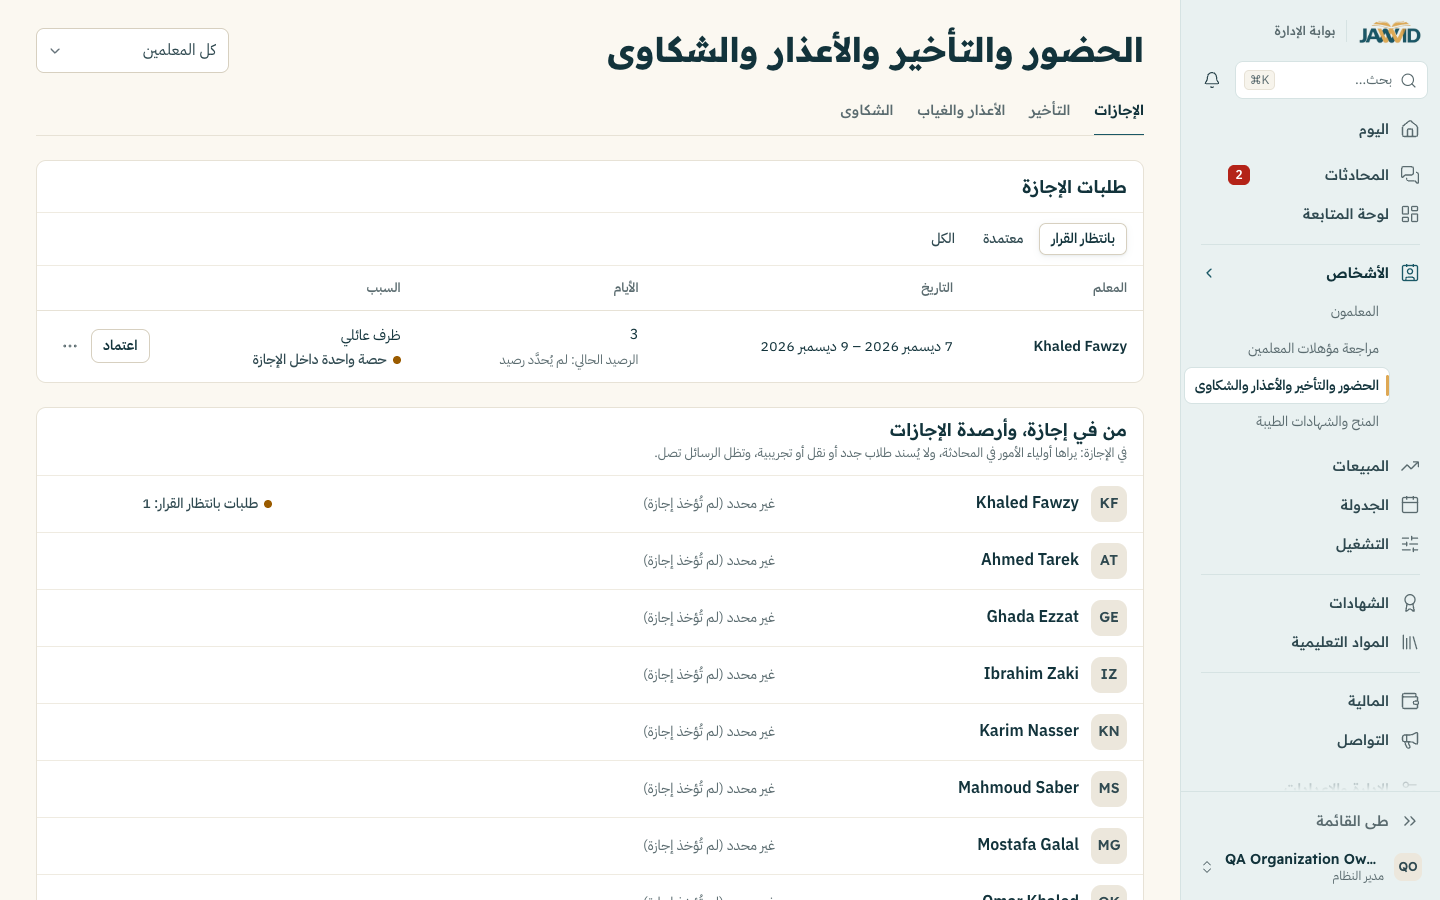 JAWWID
بوابة الإدارة
بحث...
⌘K
اليوم
المحادثات
2
لوحة المتابعة
الأشخاص
المعلمون
مراجعة مؤهلات المعلمين
الحضور والتأخير والأعذار والشكاوى
المنح والشهادات الطيبة
المبيعات
الجدولة
التشغيل
الشهادات
المواد التعليمية
المالية
التواصل
طي القائمة
QO
QA Organization Ow...
مدير النظام
الحضور والتأخير والأعذار والشكاوى
كل المعلمين
الإجازات
التأخير
الأعذار والغياب
الشكاوى
طلبات الإجازة
بانتظار القرار
معتمدة
الكل
المعلم
التاريخ
الأيام
السبب
Khaled Fawzy
7 ديسمبر 2026 – 9 ديسمبر 2026
3
الرصيد الحالي: لم يُحدَّد رصيد
ظرف عائلي
حصة واحدة داخل الإجازة
اعتماد
من في إجازة، وأرصدة الإجازات
في الإجازة: يراها أولياء الأمور في المحادثة، ولا يُسند طلاب جدد أو نقل أو تجريبية، وتظل الرسائل تصل.
KF
Khaled Fawzy
غير محدد (لم تُؤخذ إجازة)
طلبات بانتظار القرار: 1
AT
Ahmed Tarek
غير محدد (لم تُؤخذ إجازة)
GE
Ghada Ezzat
غير محدد (لم تُؤخذ إجازة)
IZ
Ibrahim Zaki
غير محدد (لم تُؤخذ إجازة)
KN
Karim Nasser
غير محدد (لم تُؤخذ إجازة)
MS
Mahmoud Saber
غير محدد (لم تُؤخذ إجازة)
MG
Mostafa Galal
غير محدد (لم تُؤخذ إجازة)